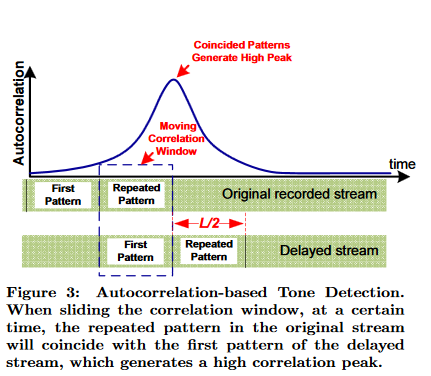 Coincided Patterns
Generate High Peak
Autocorrelation
Moving
Correlation
Window
time
First
Pattern
Repeated
Pattern
Original recorded stream
L/2
First
Pattern
Repeated
Pattern
Delayed stream
Figure 3: Autocorrelation-based Tone Detection.
When sliding the correlation window, at a certain
time, the repeated pattern in the original stream
will coincide with the first pattern of the delayed
stream, which generates a high correlation peak.